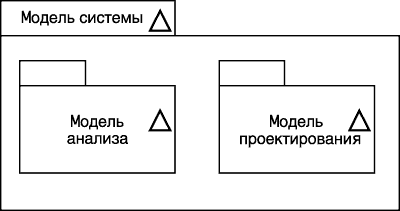 Модель системы
Модель
анализа
Модель
проектирования